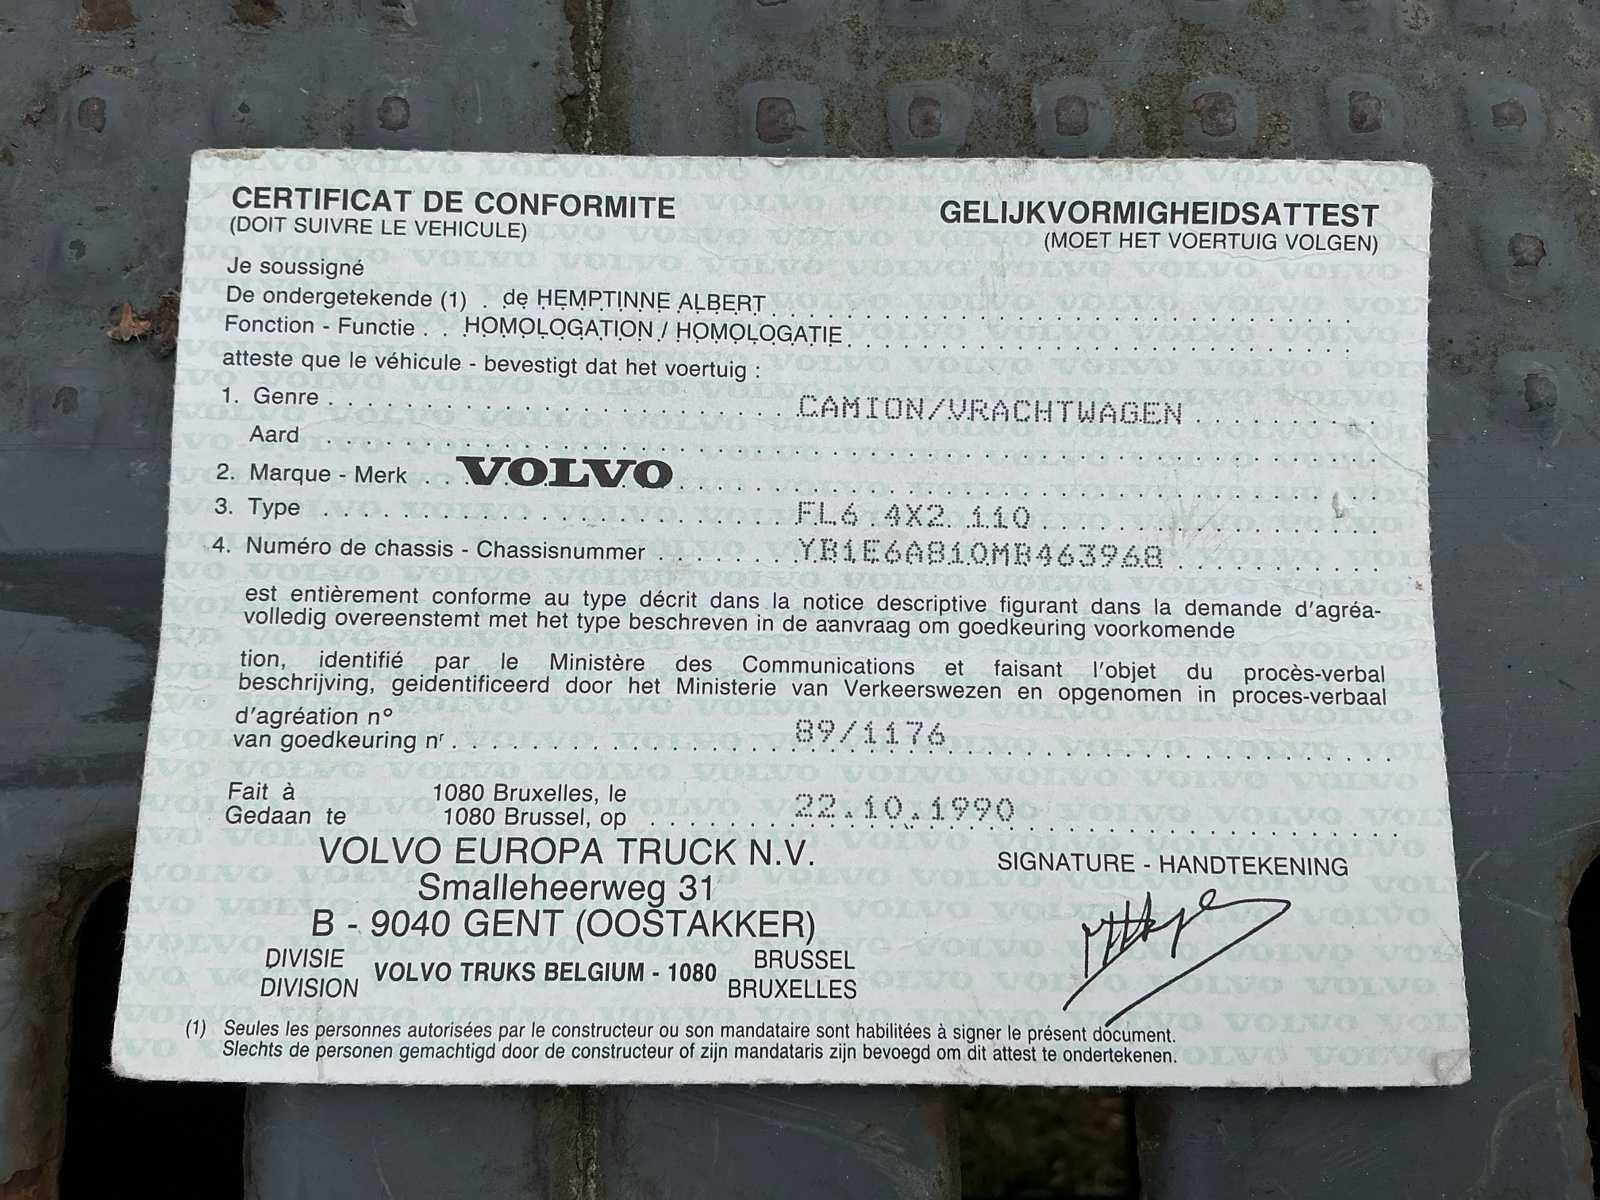 CERTIFICAT DE CONFORMITE
(DOIT SUIVRE LE VEHICULE)
GELIJKVORMIGHEIDSATTEST
(MOET HET VOERTUIG VOLGEN)
Je soussigné
De ondergetekende (1) . de HEMPTINNE ALBERT
Fonction - Functie . . HOMOLOGATION / HOMOLOGATIE
atteste que le véhicule - bevestigt dat het voertuig :
1. Genre . . . CAMION/VRACHTWAGEN
Aard
2. Marque - Merk . . VOLVO
3. Type . . . FL6 4X2 110
4. Numéro de chassis - Chassisnummer . . . YB1E6A810MB463968
est entièrement conforme au type décrit dans la notice descriptive figurant dans la demande d'agréa-
volledig overeenstemt met het type beschreven in de aanvraag om goedkeuring voorkomende
tion, identifié par le Ministère des Communications et faisant l'objet du procès-verbal
beschrijving, geidentificeerd door het Ministerie van Verkeerswezen en opgenomen in proces-verbaal
d'agréation n°
van goedkeuring nr. . . 89/1176
Fait à 1080 Bruxelles, le
Gedaan te 1080 Brussel, op . . . 22.10.1990
VOLVO EUROPA TRUCK N.V.
Smalleheerweg 31
B - 9040 GENT (OOSTAKKER)
DIVISIE VOLVO TRUKS BELGIUM - 1080 BRUSSEL
DIVISION BRUXELLES
SIGNATURE - HANDTEKENING
(1) Seules les personnes autorisées par le constructeur ou son mandataire sont habilitées à signer le présent document.
Slechts de personen gemachtigd door de constructeur of zijn mandataris zijn bevoegd om dit attest te ondertekenen.